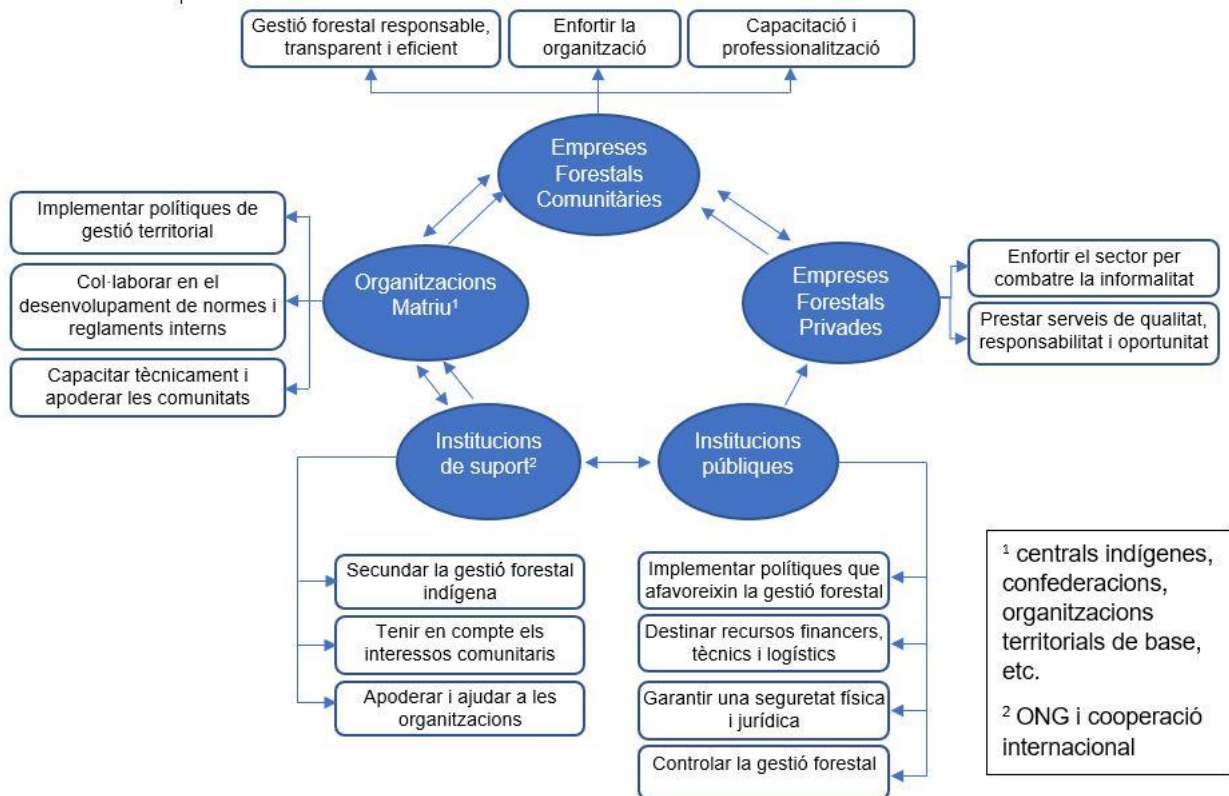 Gestió forestal responsable,
transparent i eficient
Enfortir la
organització
Capacitació i
professionalització
Empreses
Forestals
Comunitàries
Implementar polítiques de
gestió territorial
Col·laborar en el
desenvolupament de normes i
reglaments interns
Capacitar tècnicament i
apoderar les comunitats
Organitzacions
Matriu¹
Empreses
Forestals
Privades
Enfortir el sector per
combatre la informalitat
Prestar serveis de qualitat,
responsabilitat i oportunitat
Institucions
de suport²
Institucions
públiques
Secundar la gestió forestal
indígena
Tenir en compte els
interessos comunitaris
Apoderar i ajudar a les
organitzacions
Implementar polítiques que
afavoreixin la gestió forestal
Destinar recursos financers,
tècnics i logístics
Garantir una seguretat física
i jurídica
Controlar la gestió forestal
¹ centrals indígenes,
confederacions,
organitzacions
territorials de base,
etc.
² ONG i cooperació
internacional